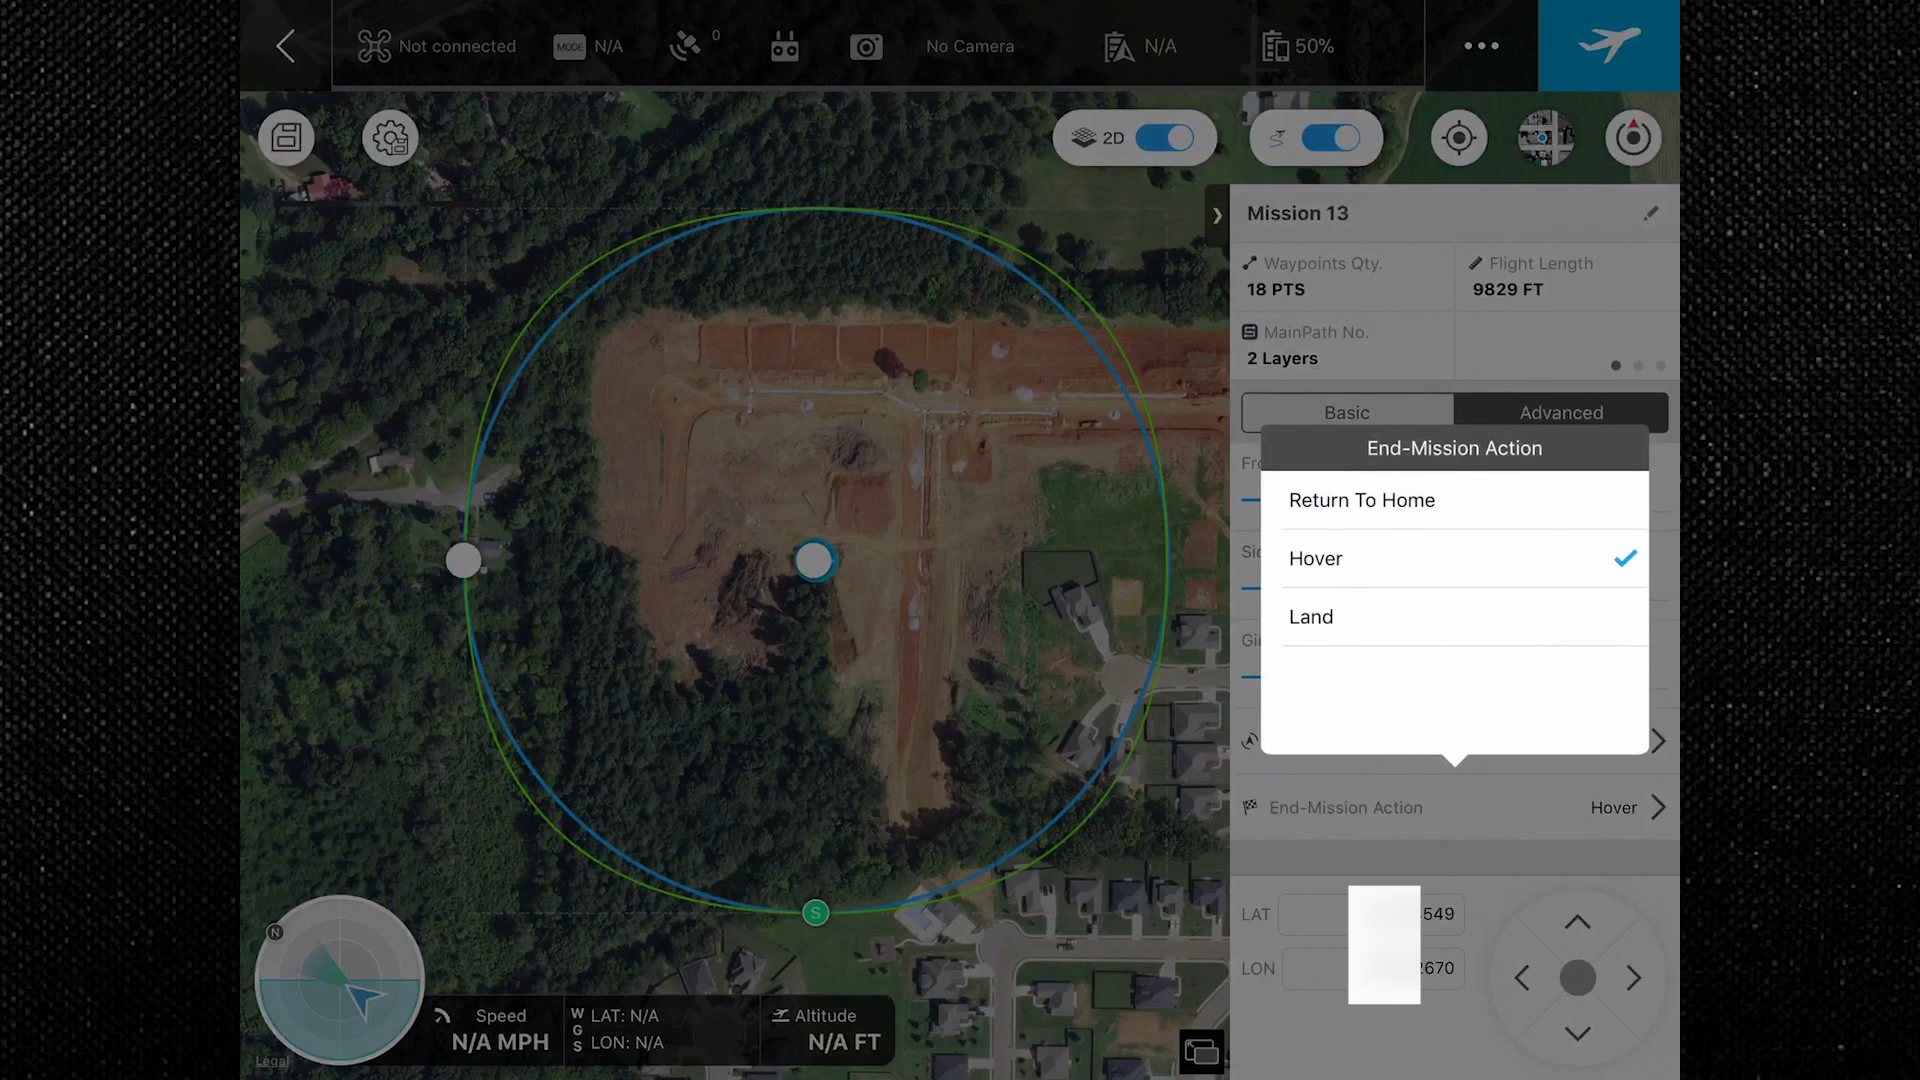 Not connected
MODE N/A
0
No Camera
N/A
50%
2D
Mission 13
Waypoints Qty.
18 PTS
Flight Length
9829 FT
MainPath No.
2 Layers
Basic
Advanced
End-Mission Action
Return To Home
Hover
Land
End-Mission Action
Hover
LAT
549
LON
2670
S
N
Speed
N/A MPH
WGS
LAT: N/A
LON: N/A
Altitude
N/A FT
Legal